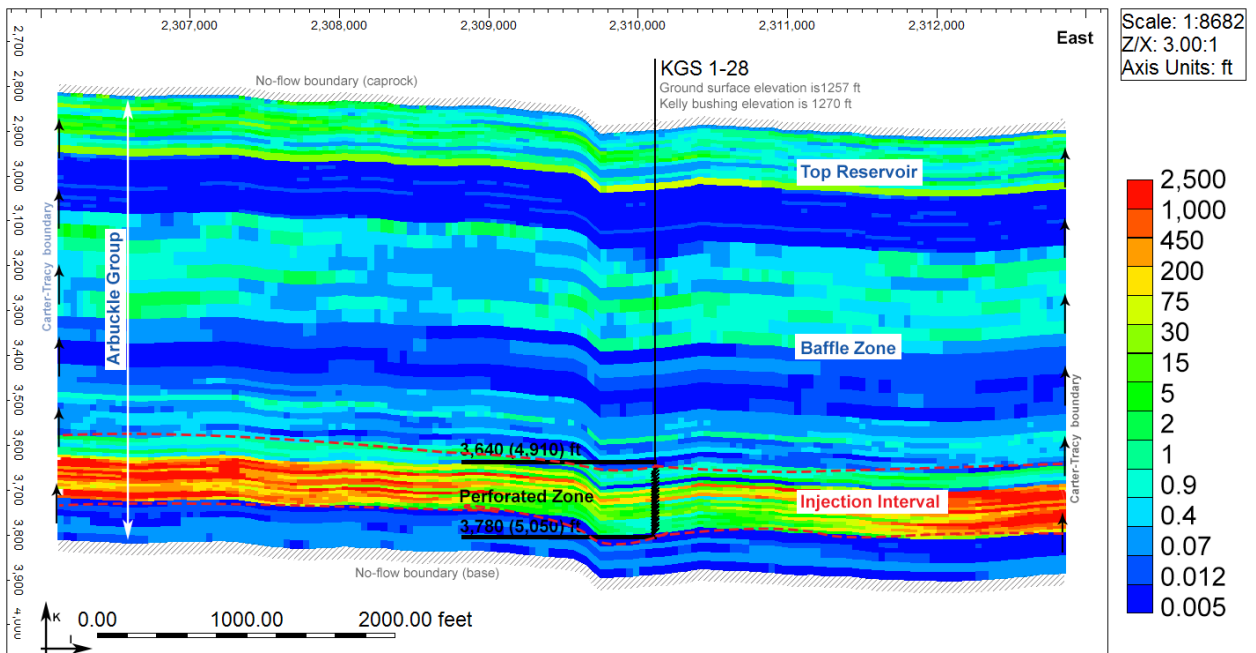 2,307,000 2,308,000 2,309,000 2,310,000 2,311,000 2,312,000
East
Scale: 1:8682
Z/X: 3.00:1
Axis Units: ft
No-flow boundary (caprock)
KGS 1-28
Ground surface elevation is1257 ft
Kelly bushing elevation is 1270 ft
2,700
2,800
2,900
3,000
3,100
3,200
3,300
3,400
3,500
3,600
3,700
3,800
3,900
4,000
Carter-Tracy boundary
Arbuckle Group
Top Reservoir
Baffle Zone
3,640 (4,910) ft
Perforated Zone
Injection Interval
3,780 (5,050) ft
Carter-Tracy boundary
No-flow boundary (base)
K
I
0.00 1000.00 2000.00 feet
2,500
1,000
450
200
75
30
15
5
2
1
0.9
0.4
0.07
0.012
0.005